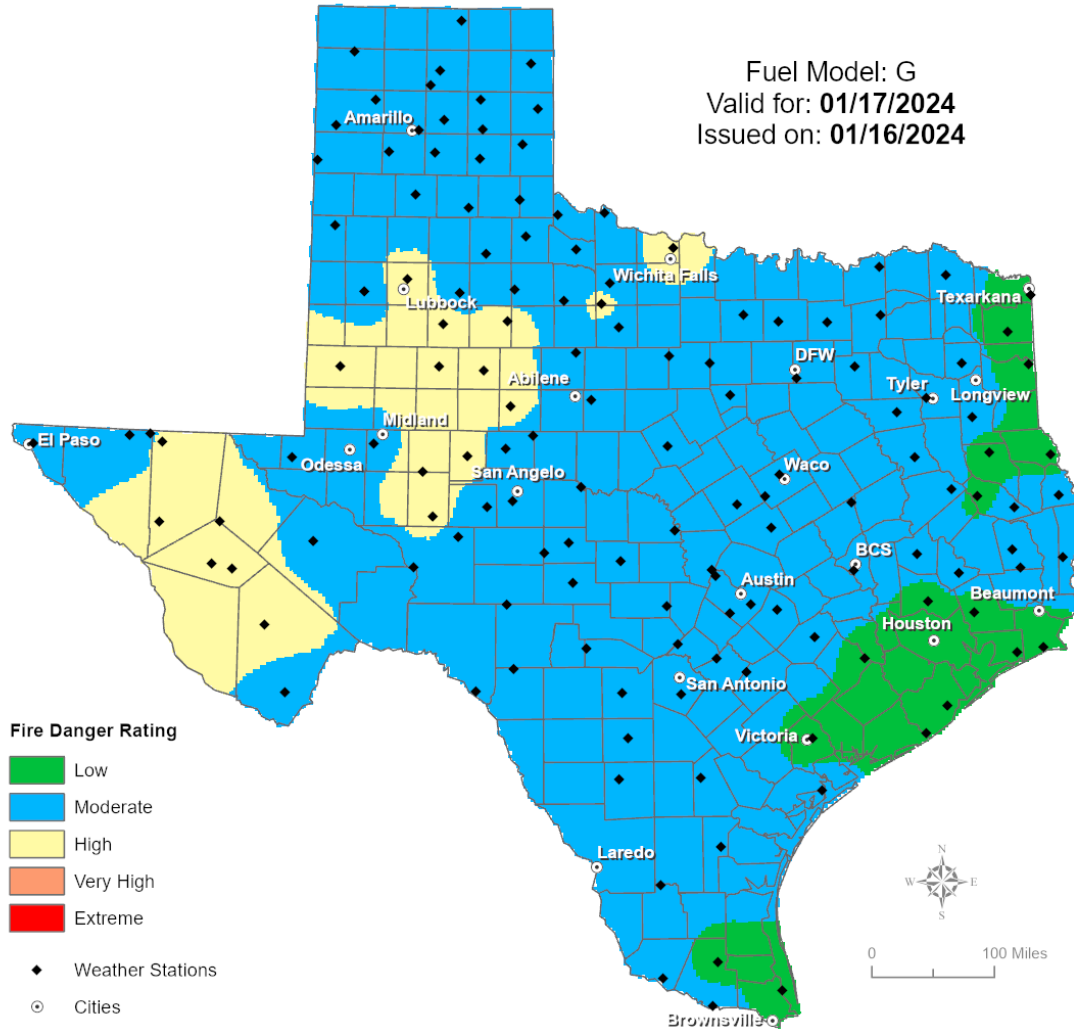 Fuel Model: G
Valid for: 01/17/2024
Issued on: 01/16/2024
Amarillo
Wichita Falls
Lubbock
Texarkana
DFW
Abilene
Tyler
Longview
El Paso
Midland
Odessa
San Angelo
Waco
BCS
Austin
Beaumont
Houston
San Antonio
Victoria
Laredo
Brownsville
Fire Danger Rating
Low
Moderate
High
Very High
Extreme
Weather Stations
Cities
N
W E
S
0 100 Miles